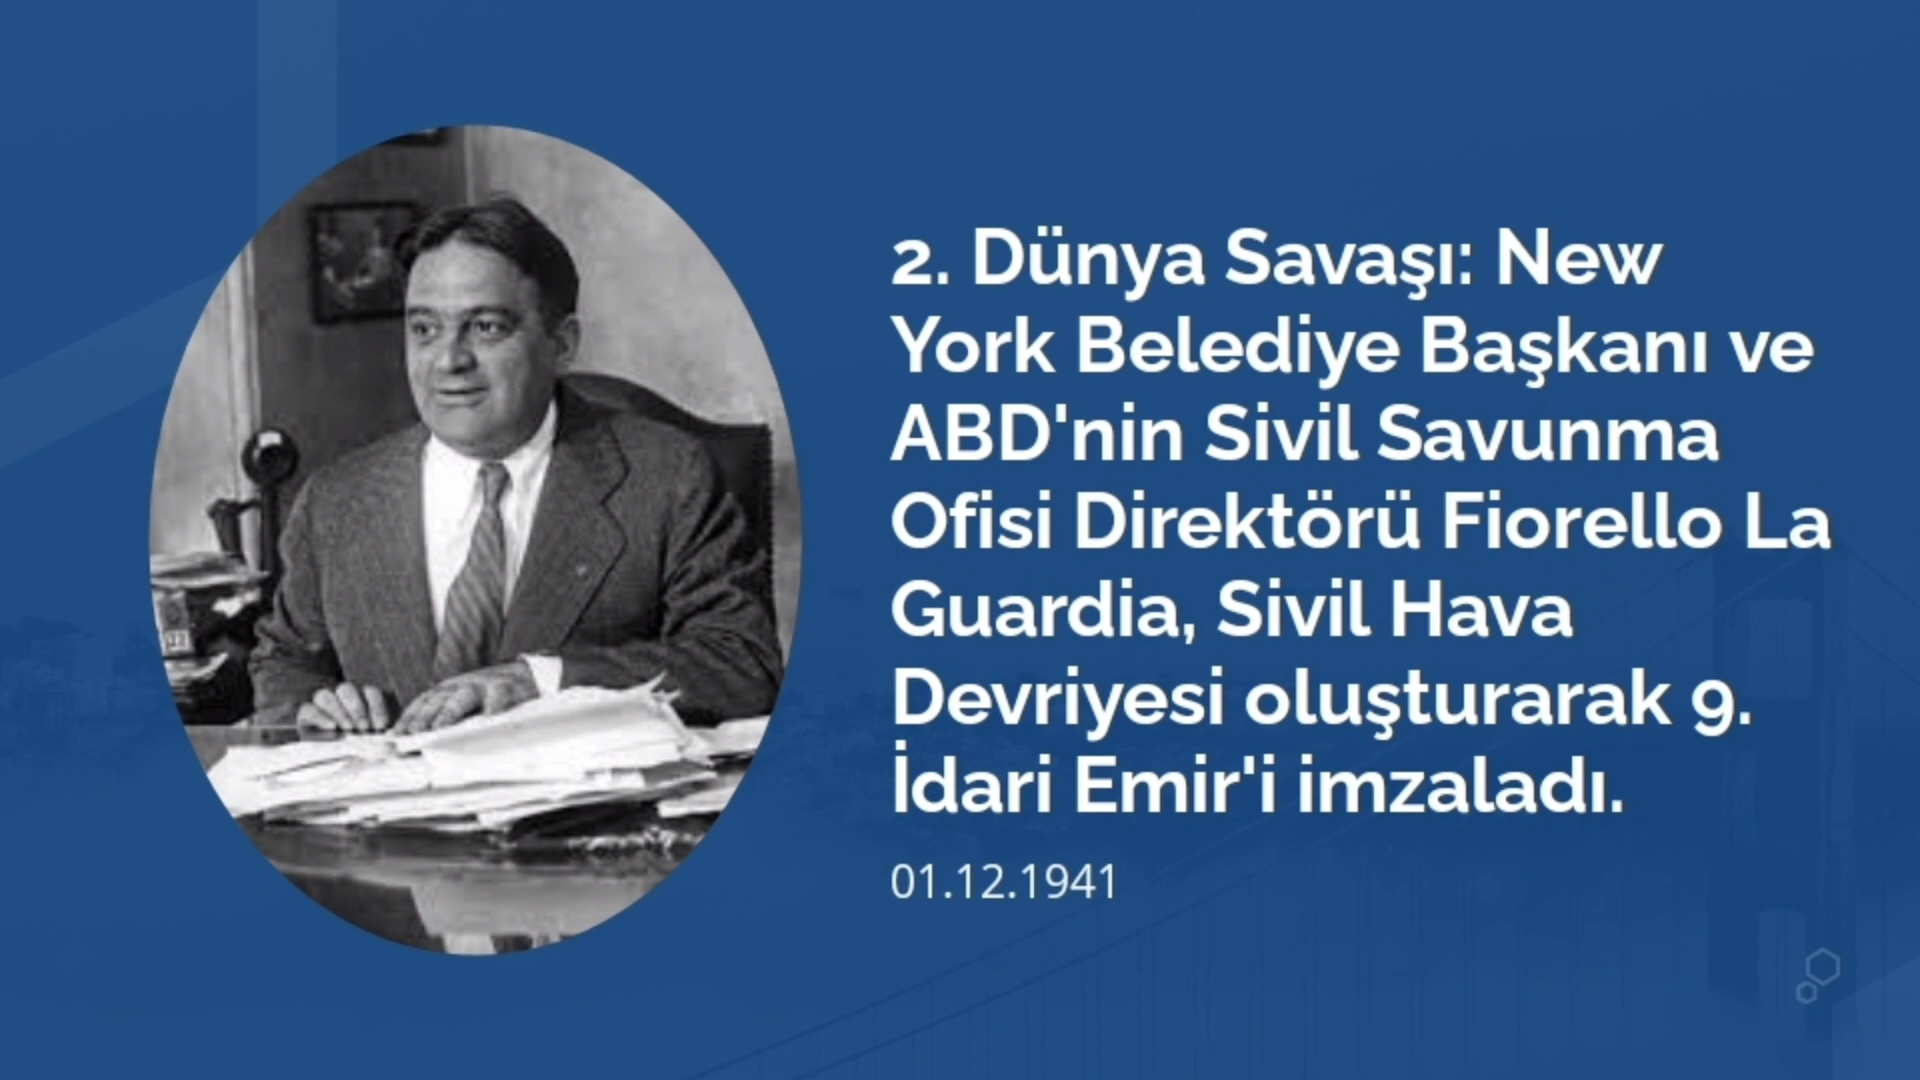 2. Dünya Savaşı: New
York Belediye Başkanı ve
ABD'nin Sivil Savunma
Ofisi Direktörü Fiorello La
Guardia, Sivil Hava
Devriyesi oluşturarak 9.
İdari Emir'i imzaladı.
01.12.1941